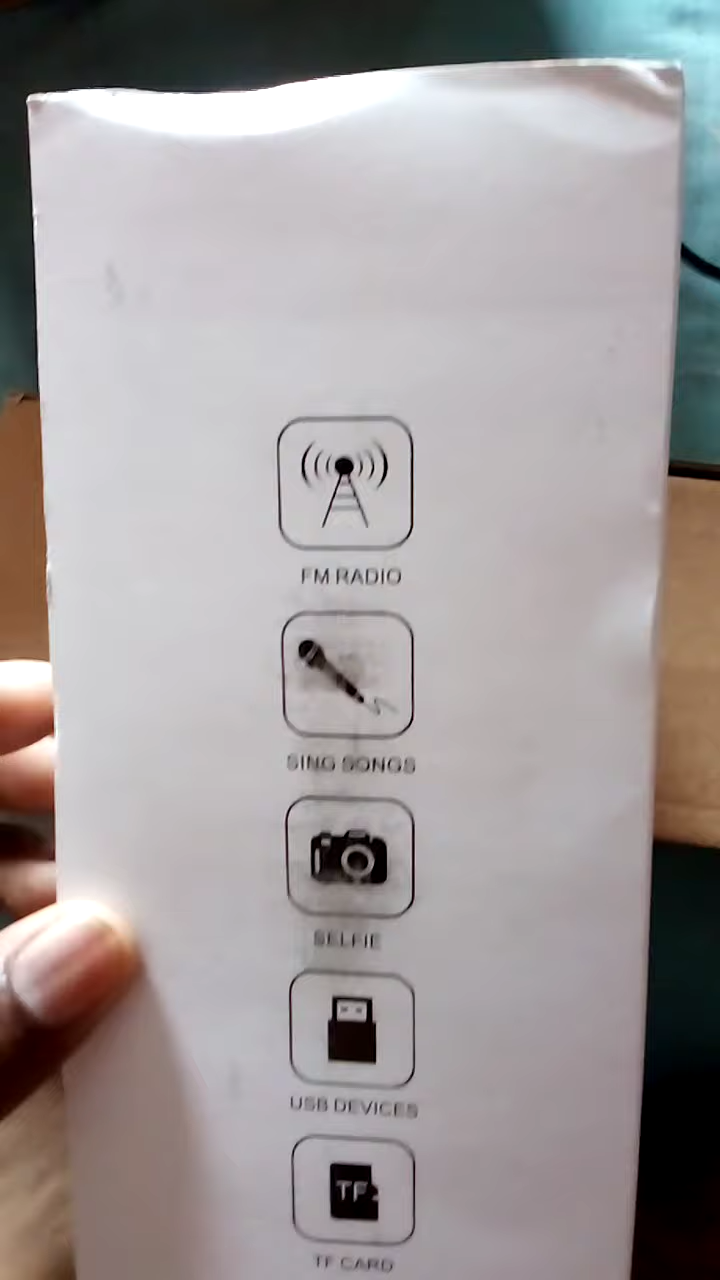 FM RADIO
SING SONGS
SELFIE
USB DEVICES
TF
TF CARD